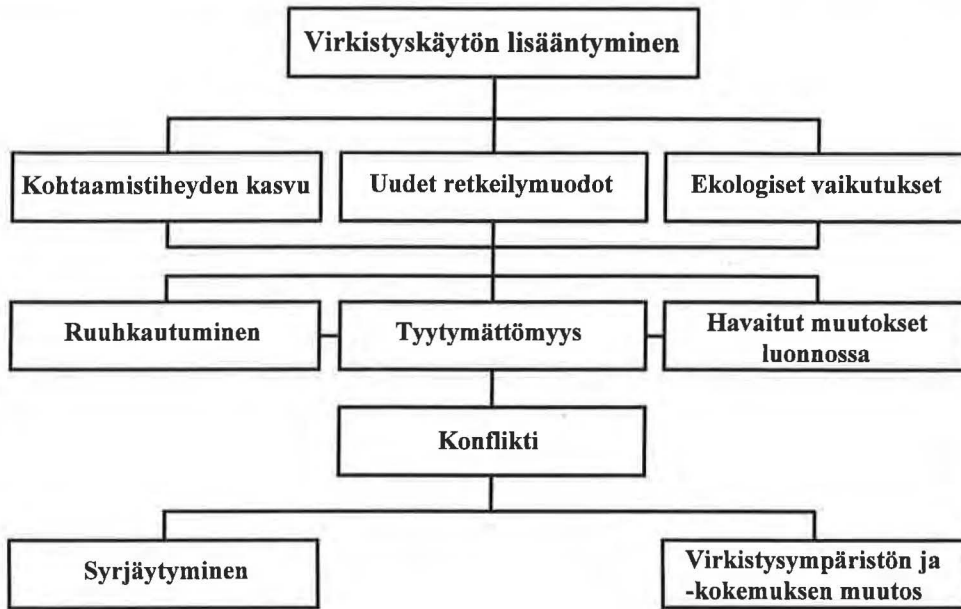 Virkistyskäytön lisääntyminen
Kohtaamistiheyden kasvu
Uudet retkeilymuodot
Ekologiset vaikutukset
Ruuhkautuminen
Tyytymättömyys
Havaitut muutokset
luonnossa
Konflikti
Syrjäytyminen
Virkistysympäristön ja
-kokemuksen muutos